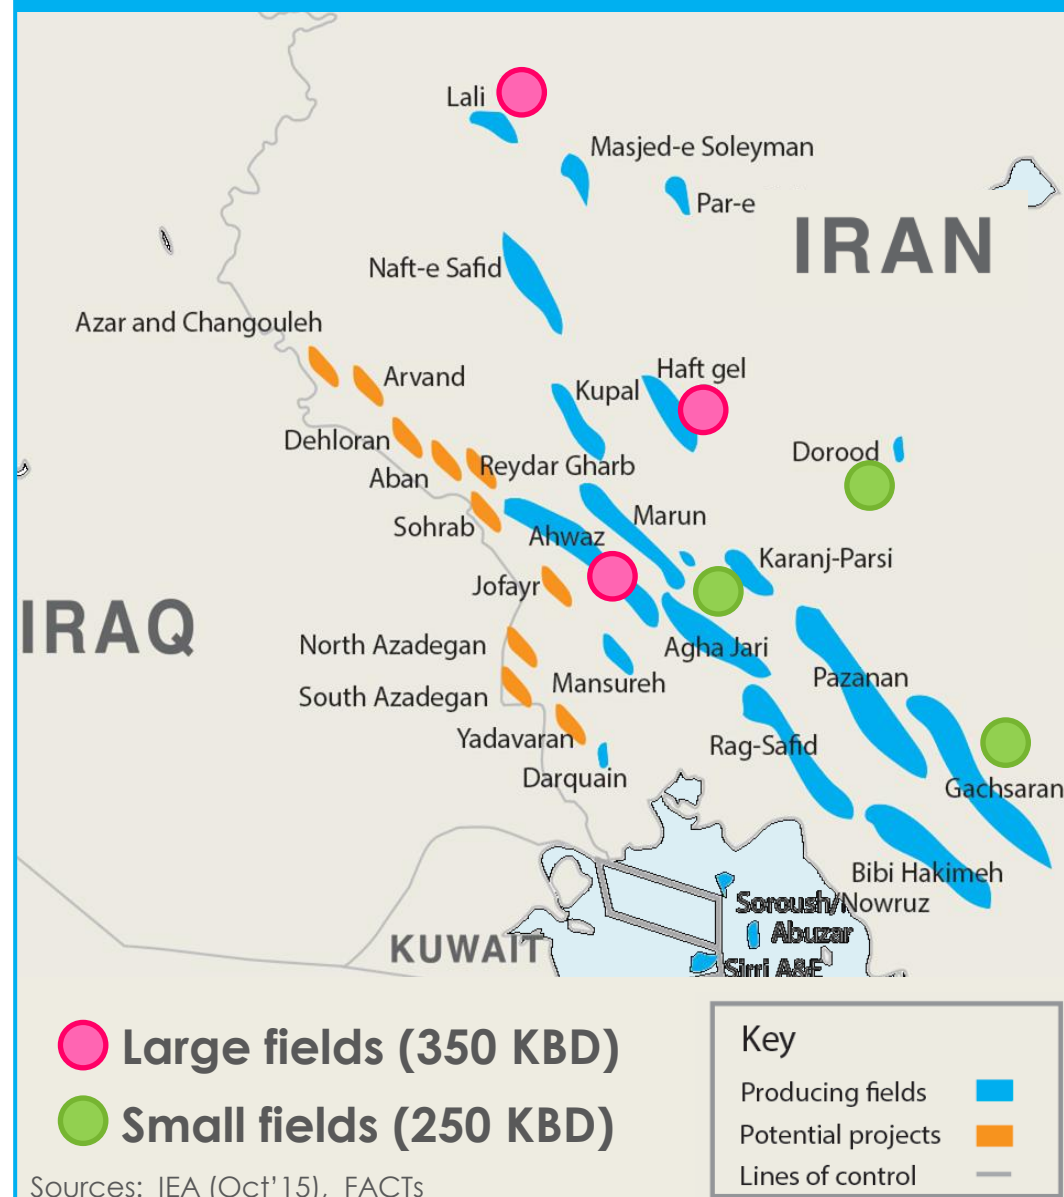 Lali
Masjed-e Soleyman
Par-e
IRAN
Naft-e Safid
Azar and Changouleh
Arvand
Haft gel
Kupal
Dehloran
Dorood
Aban
Reydar Gharb
Sohrab
Marun
Ahwaz
Karanj-Parsi
Jofayr
IRAQ
North Azadegan
Agha Jari
Mansureh
Pazanan
South Azadegan
Yadavaran
Rag-Safid
Darquain
Gachsaran
Bibi Hakimeh
Soroush/Nowruz
Abuzar
KUWAIT
Sirri A&E
Large fields (350 KBD)
Small fields (250 KBD)
Key
Producing fields
Potential projects
Lines of control
Sources: IEA (Oct'15), FACTs